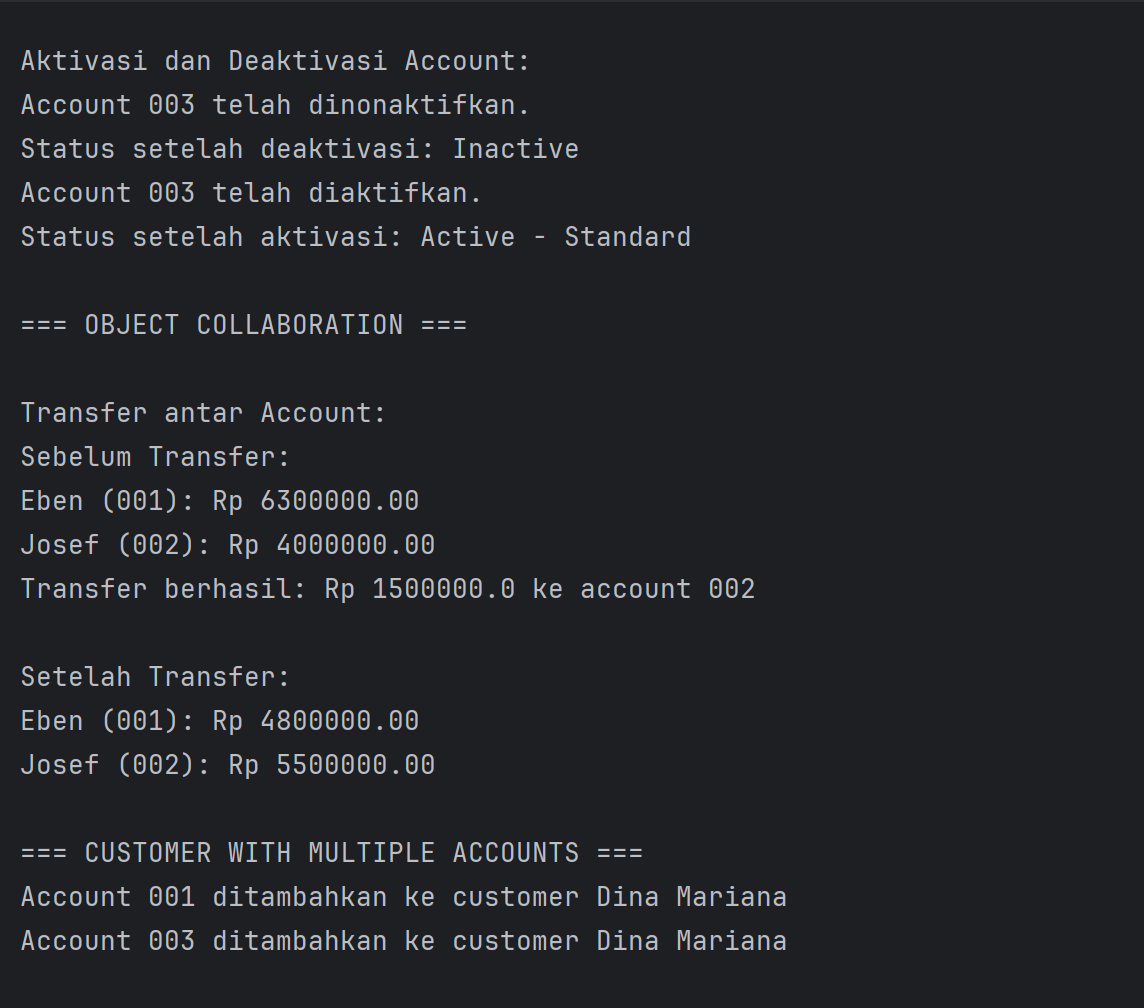 Aktivasi dan Deaktivasi Account:
Account 003 telah dinonaktifkan.
Status setelah deaktivasi: Inactive
Account 003 telah diaktifkan.
Status setelah aktivasi: Active - Standard
=== OBJECT COLLABORATION ===
Transfer antar Account:
Sebelum Transfer:
Eben (001): Rp 6300000.00
Josef (002): Rp 4000000.00
Transfer berhasil: Rp 1500000.0 ke account 002
Setelah Transfer:
Eben (001): Rp 4800000.00
Josef (002): Rp 5500000.00
=== CUSTOMER WITH MULTIPLE ACCOUNTS ===
Account 001 ditambahkan ke customer Dina Mariana
Account 003 ditambahkan ke customer Dina Mariana